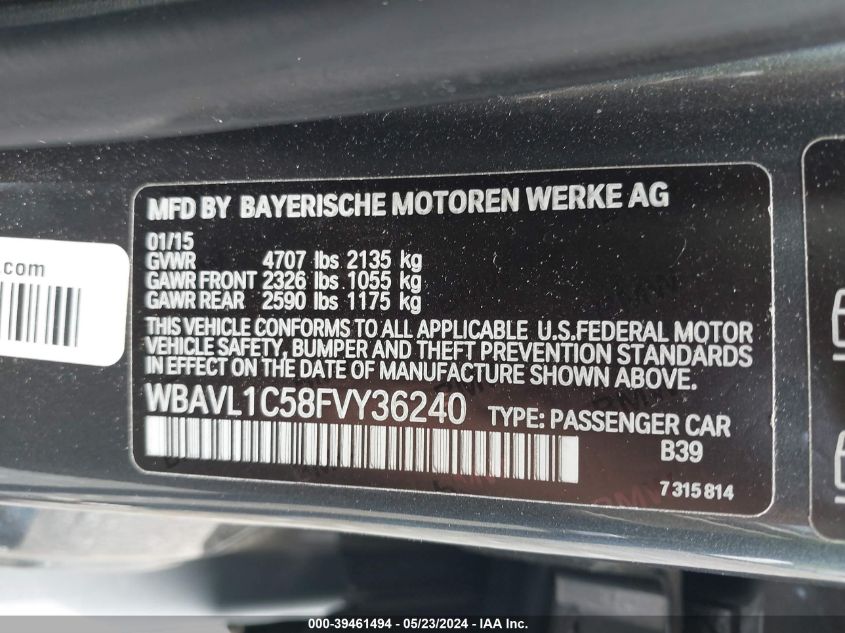 MFD BY BAYERISCHE MOTOREN WERKE AG
01/15
GVWR 4707 lbs 2135 kg
GAWR FRONT 2326 lbs 1055 kg
GAWR REAR 2590 lbs 1175 kg
THIS VEHICLE CONFORMS TO ALL APPLICABLE U.S.FEDERAL MOTOR
VEHICLE SAFETY, BUMPER AND THEFT PREVENTION STANDARDS
IN EFFECT ON THE DATE OF MANUFACTURE SHOWN ABOVE.
WBAVL1C58FVY36240 TYPE: PASSENGER CAR
B39
7 315 814
.com
000-39461494 - 05/23/2024 - IAA Inc.